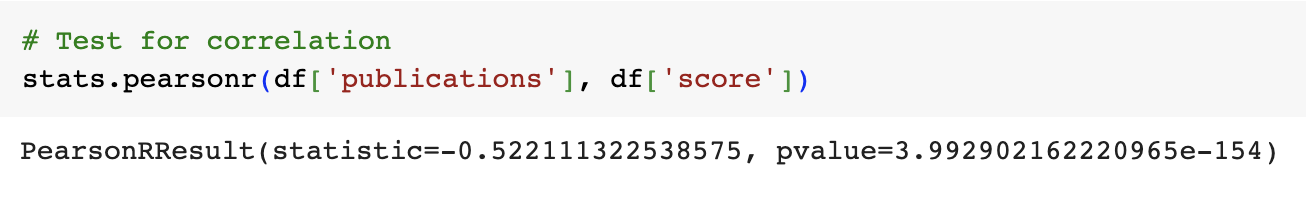 # Test for correlation
stats.pearsonr(df['publications'], df['score'])
PearsonRResult(statistic=-0.522111322538575, pvalue=3.992902162220965e-154)